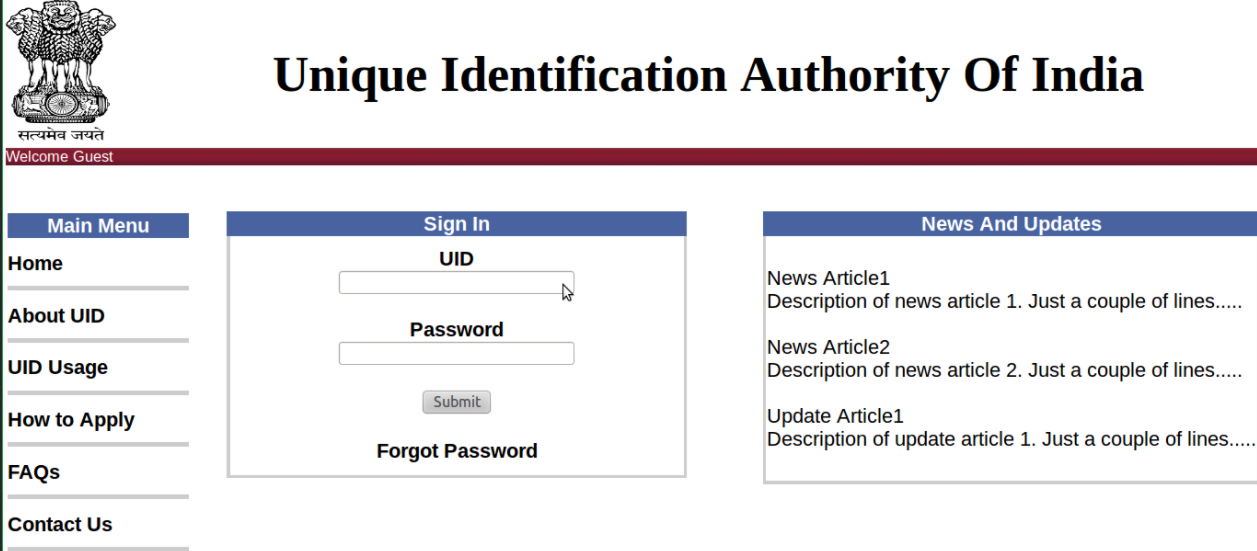 सत्यमेव जयते
Unique Identification Authority Of India
Welcome Guest
Main Menu
Home
About UID
UID Usage
How to Apply
FAQs
Contact Us
Sign In
UID
Password
Submit
Forgot Password
News And Updates
News Article1
Description of news article 1. Just a couple of lines.....
News Article2
Description of news article 2. Just a couple of lines.....
Update Article1
Description of update article 1. Just a couple of lines.....